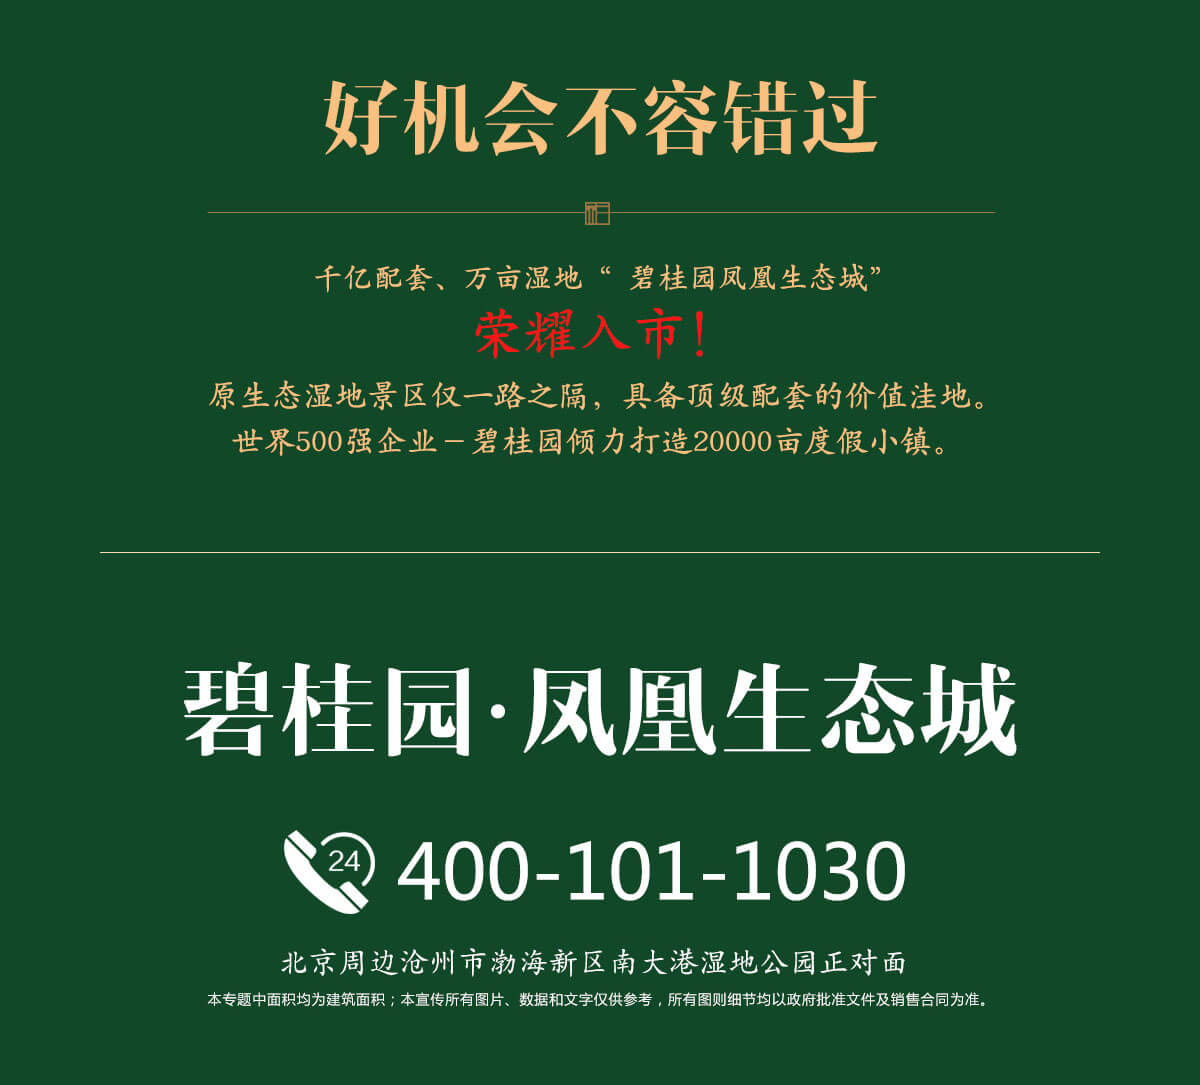 好机会不容错过
千亿配套、万亩湿地“ 碧桂园凤凰生态城”
荣耀入市!
原生态湿地景区仅一路之隔，具备顶级配套的价值洼地。
世界500强企业－碧桂园倾力打造20000亩度假小镇。
碧桂园·凤凰生态城
24 400-101-1030
北京周边沧州市渤海新区南大港湿地公园正对面
本专题中面积均为建筑面积；本宣传所有图片、数据和文字仅供参考，所有图则细节均以政府批准文件及销售合同为准。